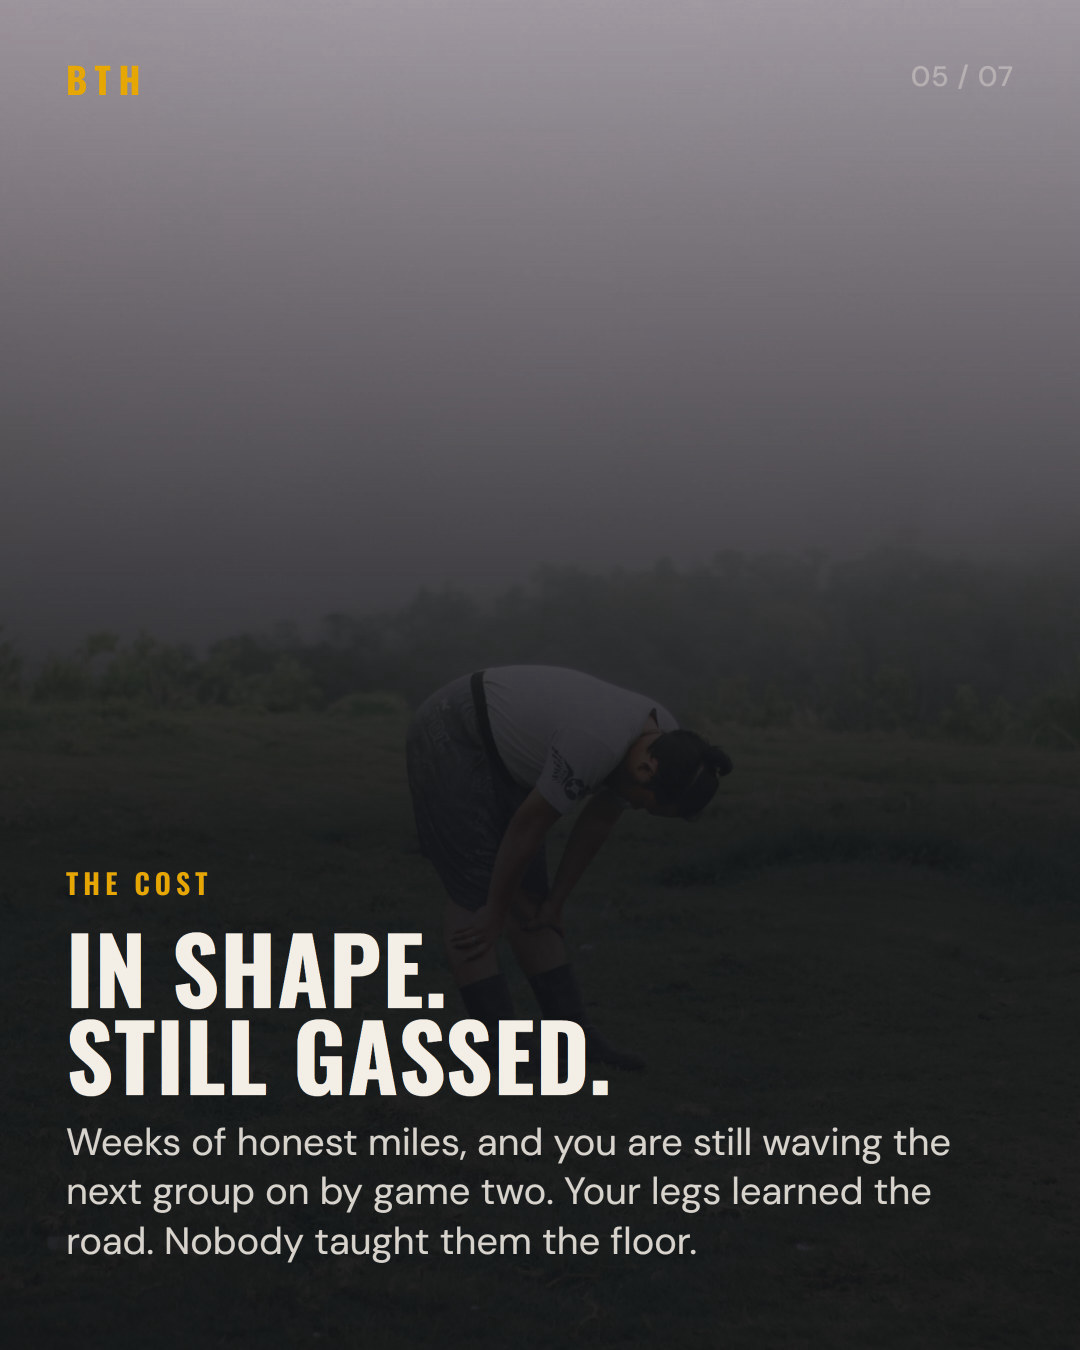 BTH
05 / 07
THE COST
IN SHAPE.
STILL GASSED.
Weeks of honest miles, and you are still waving the
next group on by game two. Your legs learned the
road. Nobody taught them the floor.